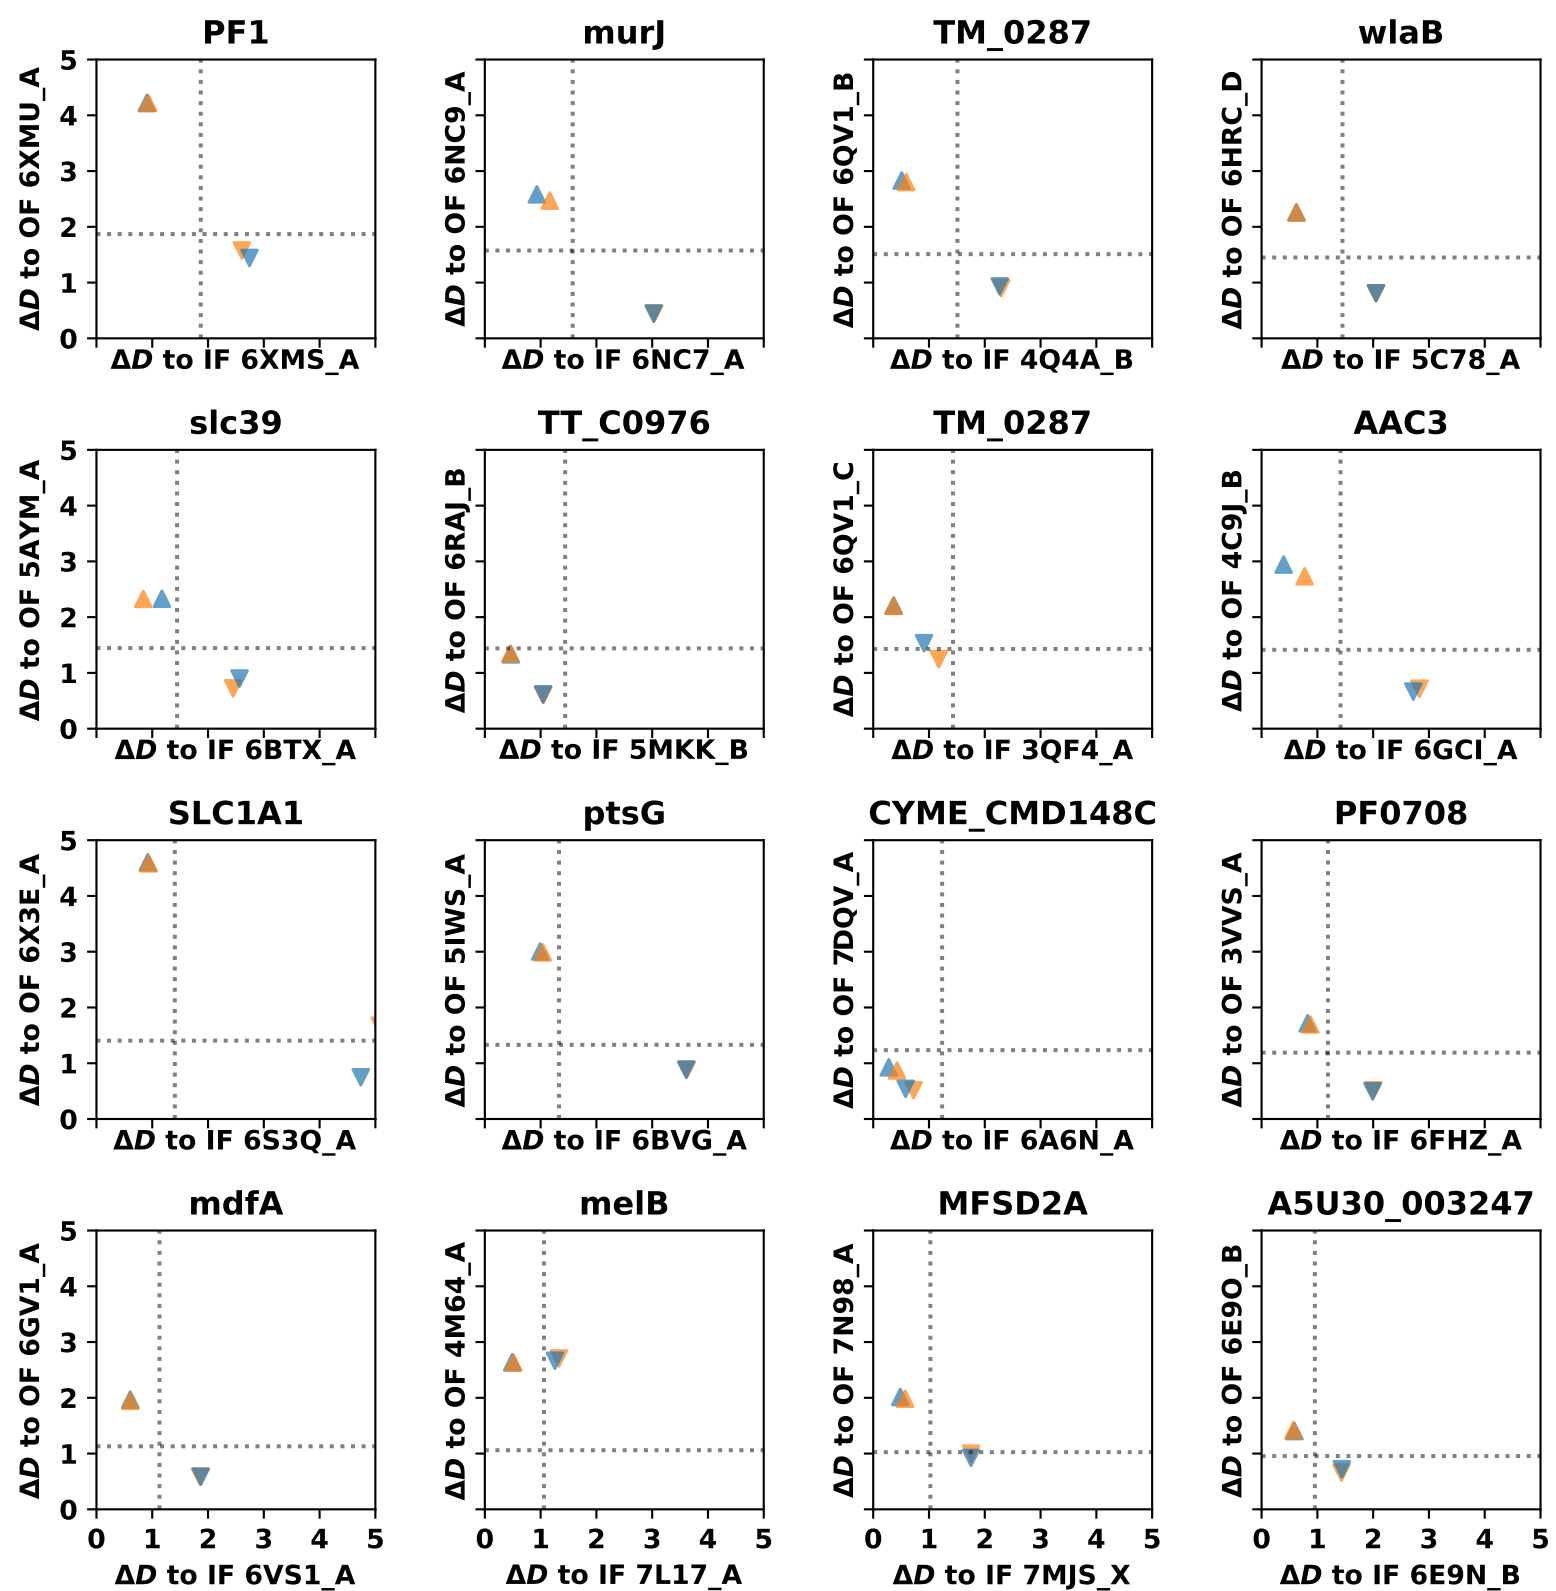 PF1 murJ TM_0287 wlaB
5
4
3
2
1
0
ΔD to OF 6XMU_A
ΔD to OF 6NC9_A
ΔD to OF 6QV1_B
ΔD to OF 6HRC_D
ΔD to IF 6XMS_A ΔD to IF 6NC7_A ΔD to IF 4Q4A_B ΔD to IF 5C78_A
slc39 TT_C0976 TM_0287 AAC3
5
4
3
2
1
0
ΔD to OF 5AYM_A
ΔD to OF 6RAJ_B
ΔD to OF 6QV1_C
ΔD to OF 4C9J_B
ΔD to IF 6BTX_A ΔD to IF 5MKK_B ΔD to IF 3QF4_A ΔD to IF 6GCI_A
SLC1A1 ptsG CYME_CMD148C PF0708
5
4
3
2
1
0
ΔD to OF 6X3E_A
ΔD to OF 5IWS_A
ΔD to OF 7DQV_A
ΔD to OF 3VVS_A
ΔD to IF 6S3Q_A ΔD to IF 6BVG_A ΔD to IF 6A6N_A ΔD to IF 6FHZ_A
mdfA melB MFSD2A A5U30_003247
5
4
3
2
1
0
ΔD to OF 6GV1_A
ΔD to OF 4M64_A
ΔD to OF 7N98_A
ΔD to OF 6E9O_B
0 1 2 3 4 5 0 1 2 3 4 5 0 1 2 3 4 5 0 1 2 3 4 5
ΔD to IF 6VS1_A ΔD to IF 7L17_A ΔD to IF 7MJS_X ΔD to IF 6E9N_B